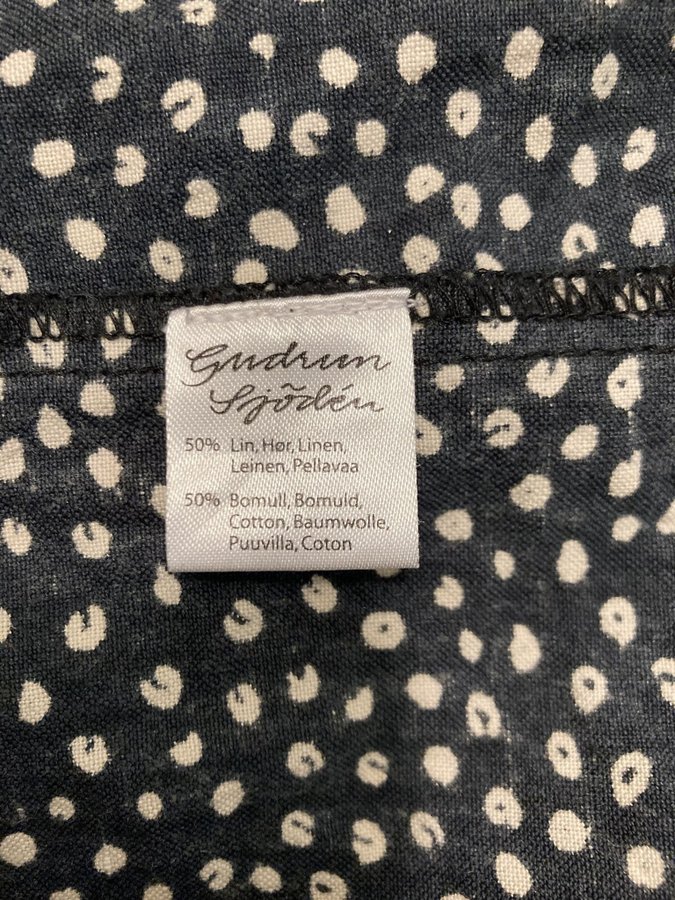 Gudrun
Sjödén
50% Lin, Hør, Linen,
Leinen, Pellavaa
50% Bomull, Bomuld,
Cotton, Baumwolle,
Puuvilla, Coton